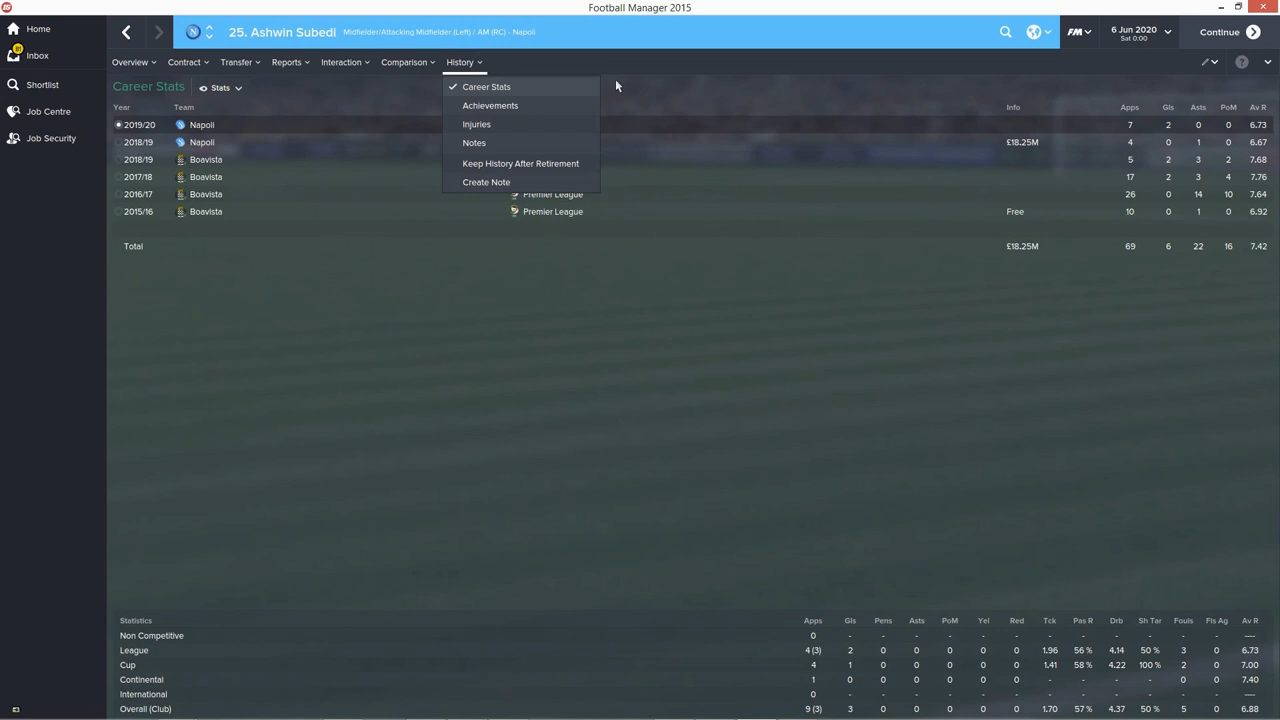 Football Manager 2015
Home
25. Ashwin Subedi Midfielder/Attacking Midfielder (Left) / AM (RC) - Napoli
FM
6 Jun 2020
Sat 0:00
Continue
81
Inbox
Overview Contract Transfer Reports Interaction Comparison History
Shortlist
Job Centre
Job Security
Career Stats Stats
Career Stats
Achievements
Injuries
Notes
Keep History After Retirement
Create Note
Year Team Info Apps Gls Asts PoM Av R
2019/20 Napoli 7 2 0 0 6.73
2018/19 Napoli £18.25M 4 0 1 0 6.67
2018/19 Boavista 5 2 3 2 7.68
2017/18 Boavista 17 2 3 4 7.76
2016/17 Boavista Premier League 26 0 14 10 7.64
2015/16 Boavista Premier League Free 10 0 1 0 6.92
Total £18.25M 69 6 22 16 7.42
Statistics Apps Gls Pens Asts PoM Yel Red Tck Pas R Drb Sh Tar Fouls Fls Ag Av R
Non Competitive 0 - - - - - - - - - - - - ----
League 4 (3) 2 0 0 0 0 0 1.96 56 % 4.14 50 % 3 0 6.73
Cup 4 1 0 0 0 0 0 1.41 58 % 4.22 100 % 2 0 7.00
Continental 1 0 0 0 0 0 0 - - - - 0 0 7.40
International 0 - - - - - - - - - - - - ----
Overall (Club) 9 (3) 3 0 0 0 0 0 1.70 57 % 4.37 50 % 5 0 6.88